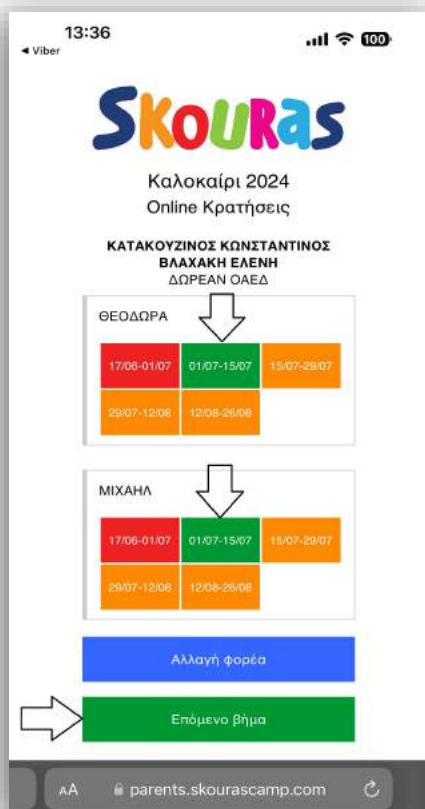 13:36
100
◄ Viber
SKOURas
Καλοκαίρι 2024
Online Κρατήσεις
ΚΑΤΑΚΟΥΖΙΝΟΣ ΚΩΝΣΤΑΝΤΙΝΟΣ
ΒΛΑΧΑΚΗ ΕΛΕΝΗ
ΔΩΡΕΑΝ ΟΑΕΔ
ΘΕΟΔΩΡΑ
17/06-01/07 01/07-15/07 15/07-29/07
29/07-12/08 12/08-26/08
ΜΙΧΑΗΛ
17/06-01/07 01/07-15/07 15/07-29/07
29/07-12/08 12/08-26/08
Αλλαγή φορέα
Επόμενο βήμα
AA parents.skourascamp.com